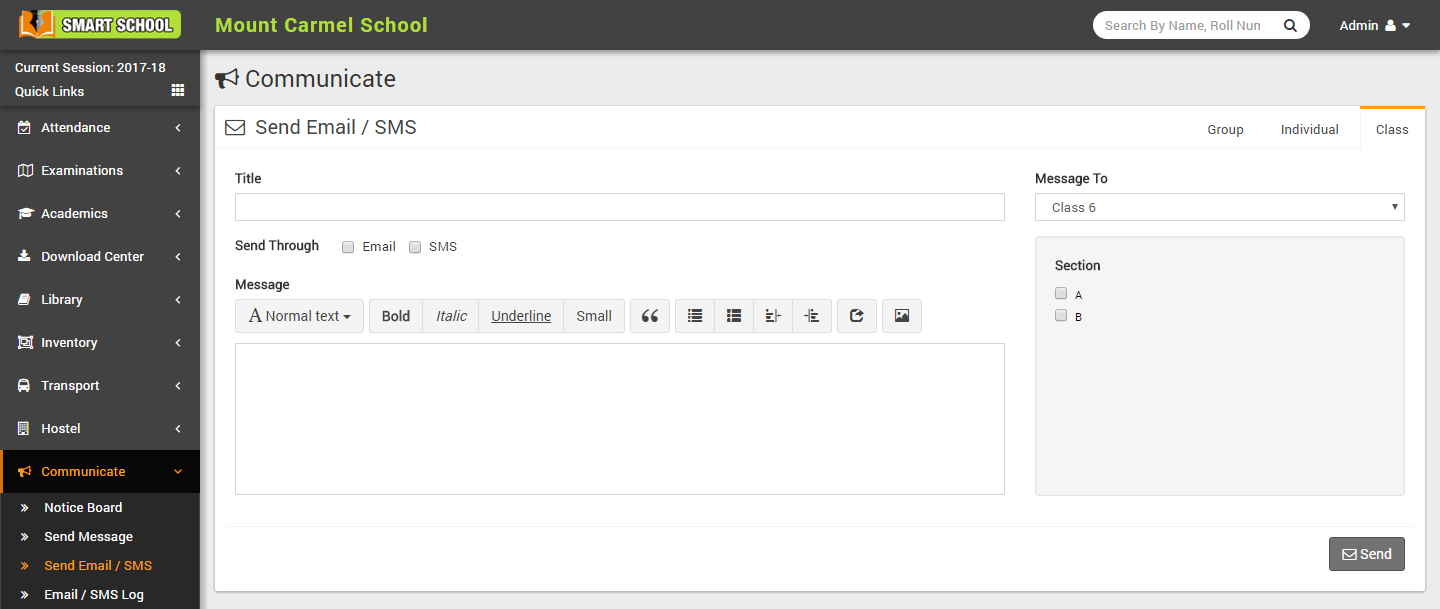 SMART SCHOOL
Mount Carmel School
Search By Name, Roll Nun
Admin
Current Session: 2017-18
Quick Links
Attendance
Examinations
Academics
Download Center
Library
Inventory
Transport
Hostel
Communicate
Notice Board
Send Message
Send Email / SMS
Email / SMS Log
Communicate
Send Email / SMS
Group Individual Class
Title
Send Through Email SMS
Message
A Normal text Bold Italic Underline Small
Message To
Class 6
Section
A
B
Send